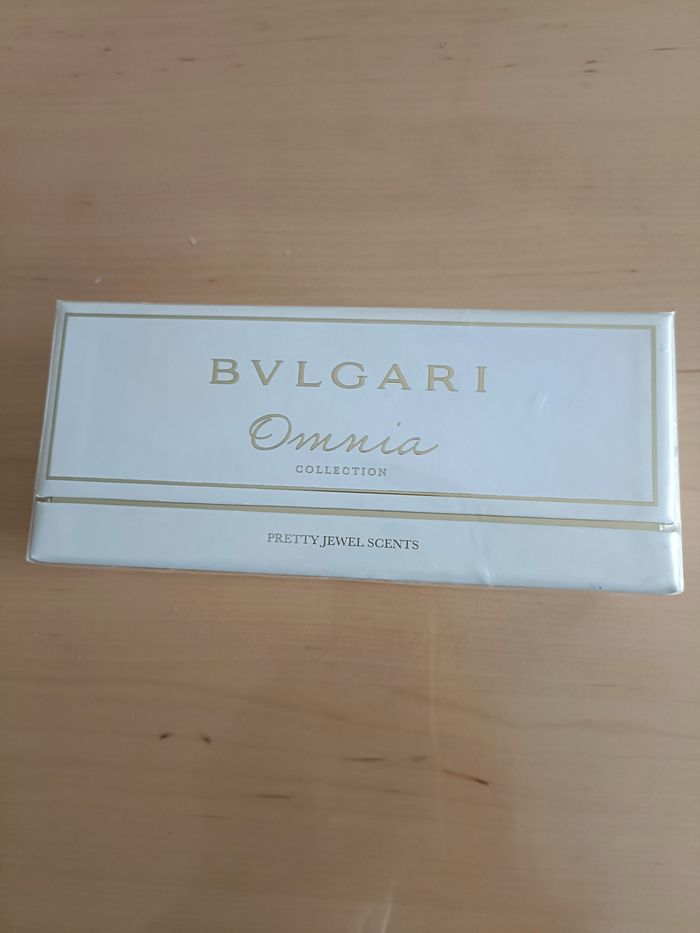 BVLGARI
Omnia
COLLECTION
PRETTY JEWEL SCENTS